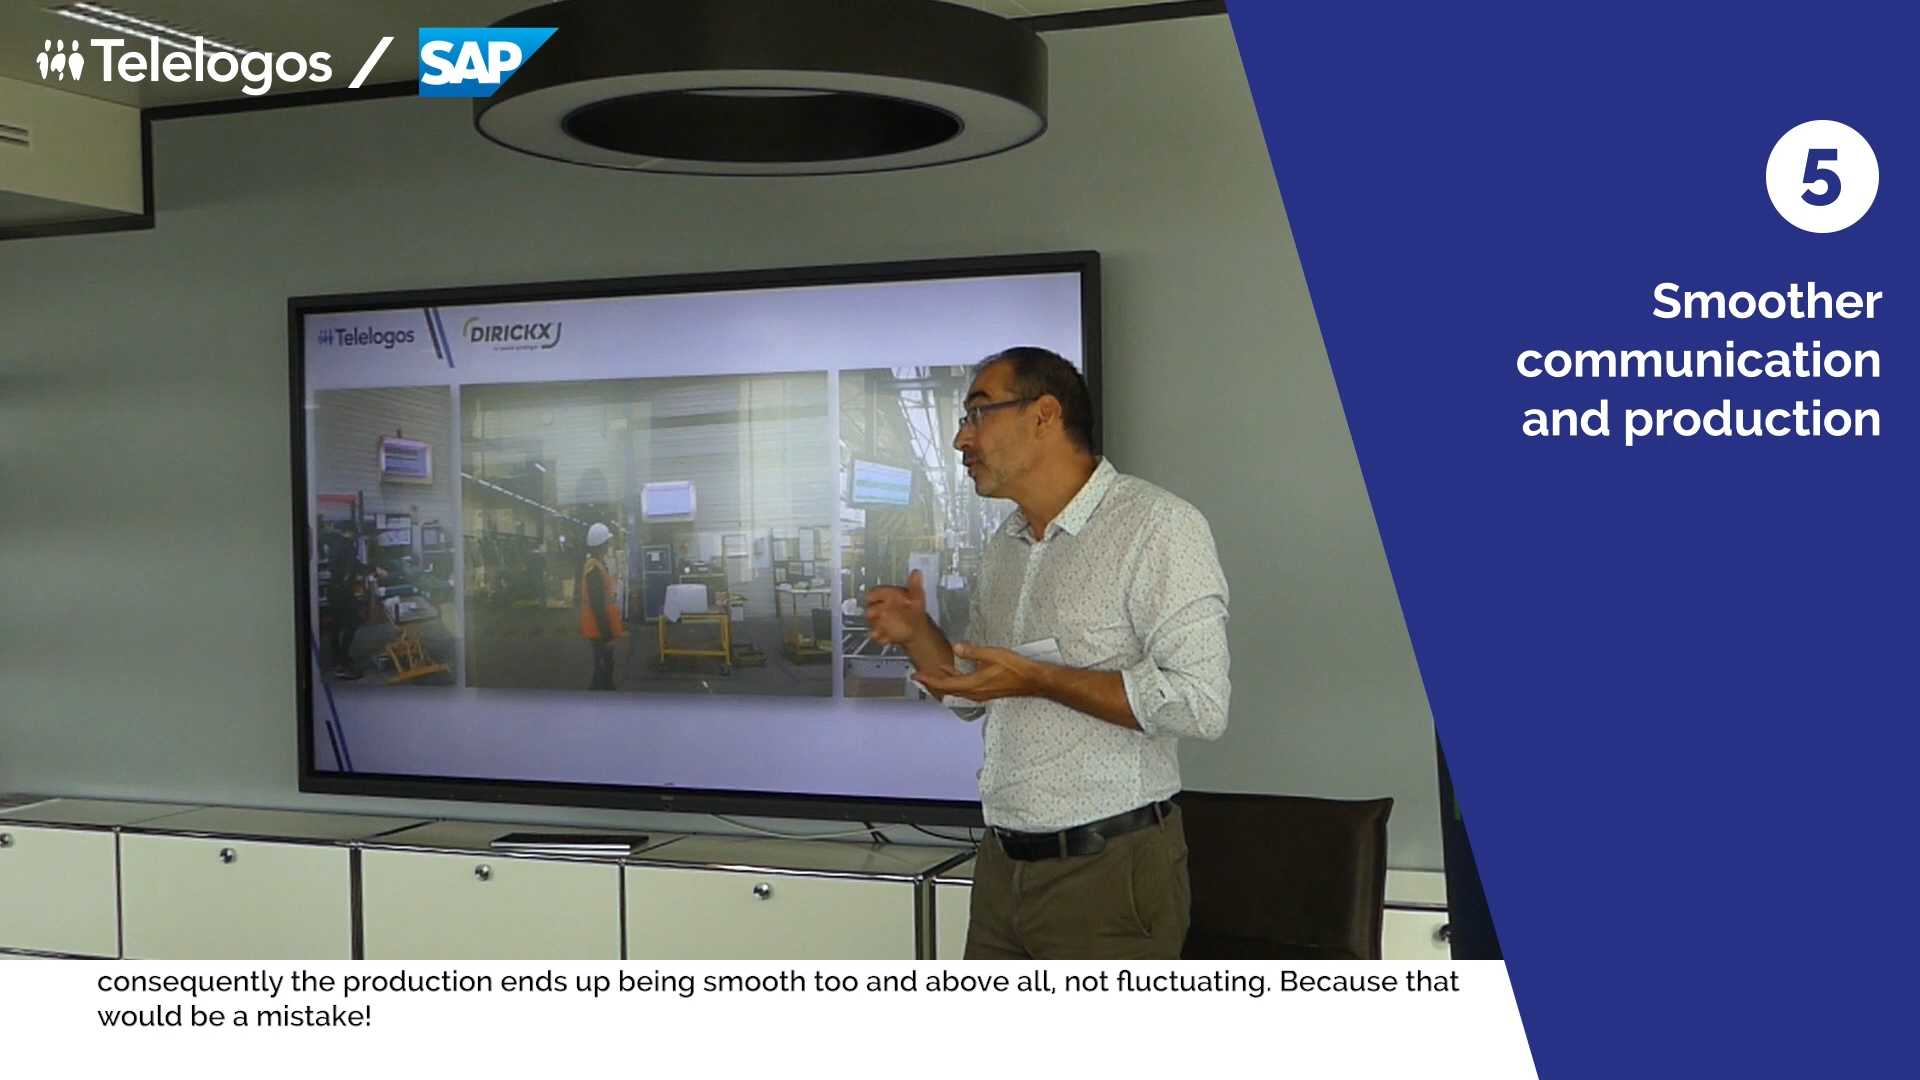 Telelogos / SAP
5
Smoother
communication
and production
Telelogos
DIRICKX
consequently the production ends up being smooth too and above all, not fluctuating. Because that
would be a mistake!